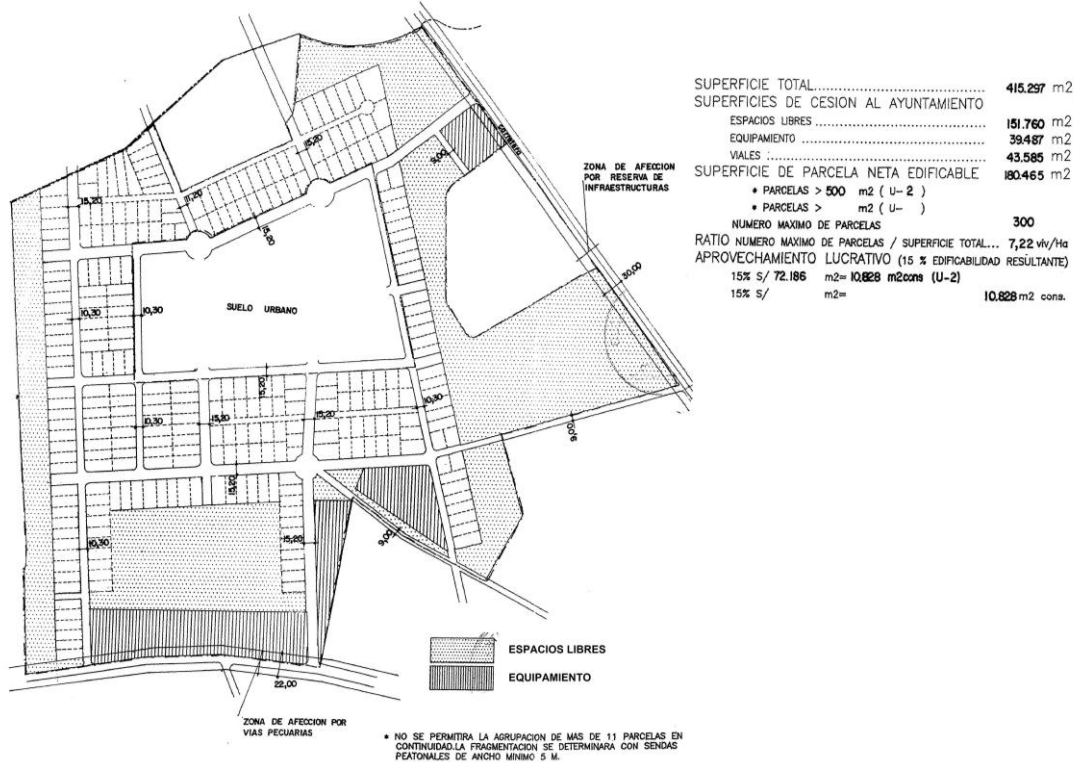 SUPERFICIE TOTAL.......................................... 415.297 m2
SUPERFICIES DE CESION AL AYUNTAMIENTO
ESPACIOS LIBRES .......................................... 151.760 m2
EQUIPAMIENTO .......................................... 39.487 m2
VIALES .......................................... 43.585 m2
SUPERFICIE DE PARCELA NETA EDIFICABLE 180.465 m2
* PARCELAS > 500 m2 ( U-2 )
* PARCELAS > m2 ( U- )
NUMERO MAXIMO DE PARCELAS 300
RATIO NUMERO MAXIMO DE PARCELAS / SUPERFICIE TOTAL... 7,22 viv/Ha
APROVECHAMIENTO LUCRATIVO (15 % EDIFICABILIDAD RESULTANTE)
15% S/ 72.186 m2= 10.828 m2cons (U-2)
15% S/ m2= 10.828 m2 cons.
ZONA DE AFECCION
POR RESERVA DE
INFRAESTRUCTURAS
15,20
11,20
15,20
15,20
9,00
30,00
SUELO URBANO
10,30
10,30
15,20
10,30
15,20
15,20
10,30
9,00
15,20
10,30
15,20
9,00
22,00
ESPACIOS LIBRES
EQUIPAMIENTO
ZONA DE AFECCION POR
VIAS PECUARIAS
* NO SE PERMITIRA LA AGRUPACION DE MAS DE 11 PARCELAS EN
CONTINUIDAD.LA FRAGMENTACION SE DETERMINARA CON SENDAS
PEATONALES DE ANCHO MINIMO 5 M.